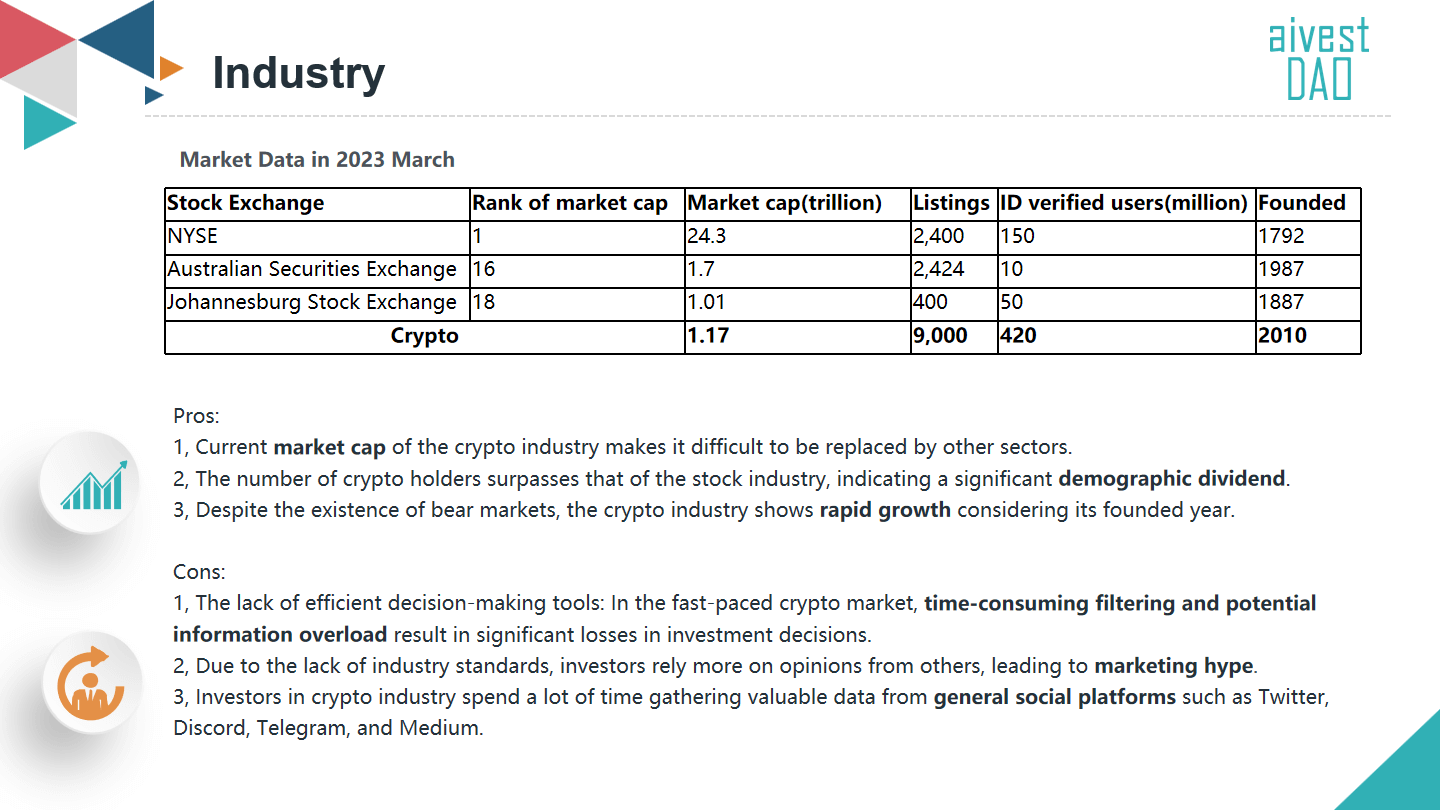 aivest
DAO
Industry
Market Data in 2023 March
Stock Exchange Rank of market cap Market cap(trillion) Listings ID verified users(million) Founded
NYSE 1 24.3 2,400 150 1792
Australian Securities Exchange 16 1.7 2,424 10 1987
Johannesburg Stock Exchange 18 1.01 400 50 1887
Crypto 1.17 9,000 420 2010
Pros:
1, Current market cap of the crypto industry makes it difficult to be replaced by other sectors.
2, The number of crypto holders surpasses that of the stock industry, indicating a significant demographic dividend.
3, Despite the existence of bear markets, the crypto industry shows rapid growth considering its founded year.
Cons:
1, The lack of efficient decision-making tools: In the fast-paced crypto market, time-consuming filtering and potential
information overload result in significant losses in investment decisions.
2, Due to the lack of industry standards, investors rely more on opinions from others, leading to marketing hype.
3, Investors in crypto industry spend a lot of time gathering valuable data from general social platforms such as Twitter,
Discord, Telegram, and Medium.